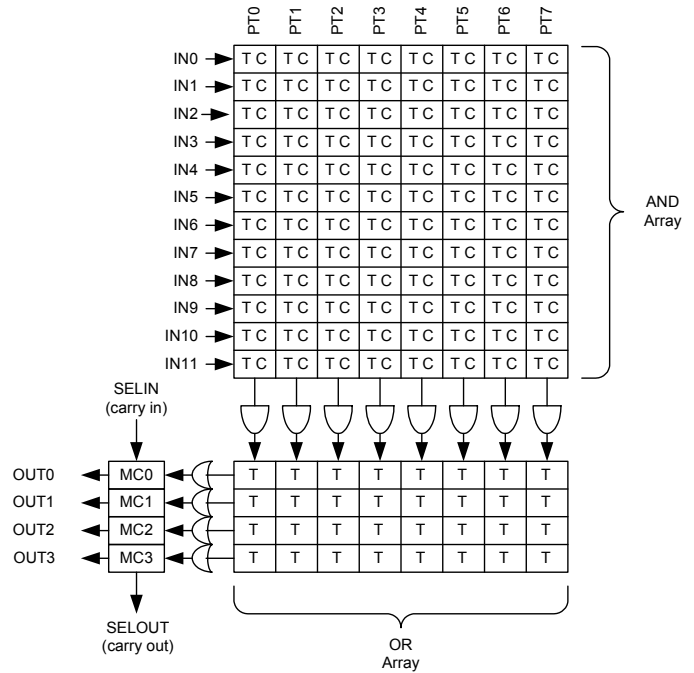 PT0 PT1 PT2 PT3 PT4 PT5 PT6 PT7
IN0 T C T C T C T C T C T C T C T C
IN1 T C T C T C T C T C T C T C T C
IN2 T C T C T C T C T C T C T C T C
IN3 T C T C T C T C T C T C T C T C
IN4 T C T C T C T C T C T C T C T C
IN5 T C T C T C T C T C T C T C T C
IN6 T C T C T C T C T C T C T C T C
IN7 T C T C T C T C T C T C T C T C
IN8 T C T C T C T C T C T C T C T C
IN9 T C T C T C T C T C T C T C T C
IN10 T C T C T C T C T C T C T C T C
IN11 T C T C T C T C T C T C T C T C
AND
Array
SELIN
(carry in)
OUT0 MC0 T T T T T T T T
OUT1 MC1 T T T T T T T T
OUT2 MC2 T T T T T T T T
OUT3 MC3 T T T T T T T T
SELOUT
(carry out)
OR
Array